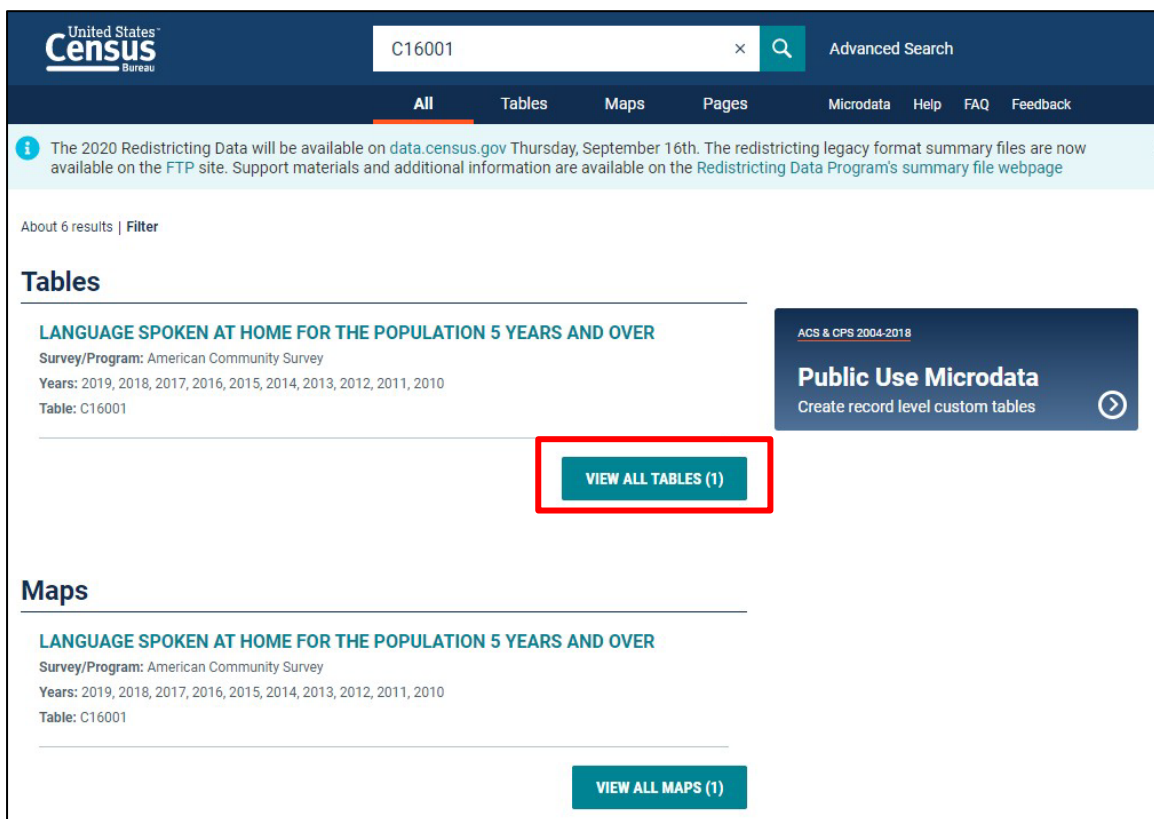 United States™
Census
Bureau
C16001 ×
Advanced Search
All Tables Maps Pages Microdata Help FAQ Feedback
The 2020 Redistricting Data will be available on data.census.gov Thursday, September 16th. The redistricting legacy format summary files are now
available on the FTP site. Support materials and additional information are available on the Redistricting Data Program's summary file webpage
About 6 results | Filter
Tables
LANGUAGE SPOKEN AT HOME FOR THE POPULATION 5 YEARS AND OVER
Survey/Program: American Community Survey
Years: 2019, 2018, 2017, 2016, 2015, 2014, 2013, 2012, 2011, 2010
Table: C16001
VIEW ALL TABLES (1)
ACS & CPS 2004-2018
Public Use Microdata
Create record level custom tables
Maps
LANGUAGE SPOKEN AT HOME FOR THE POPULATION 5 YEARS AND OVER
Survey/Program: American Community Survey
Years: 2019, 2018, 2017, 2016, 2015, 2014, 2013, 2012, 2011, 2010
Table: C16001
VIEW ALL MAPS (1)